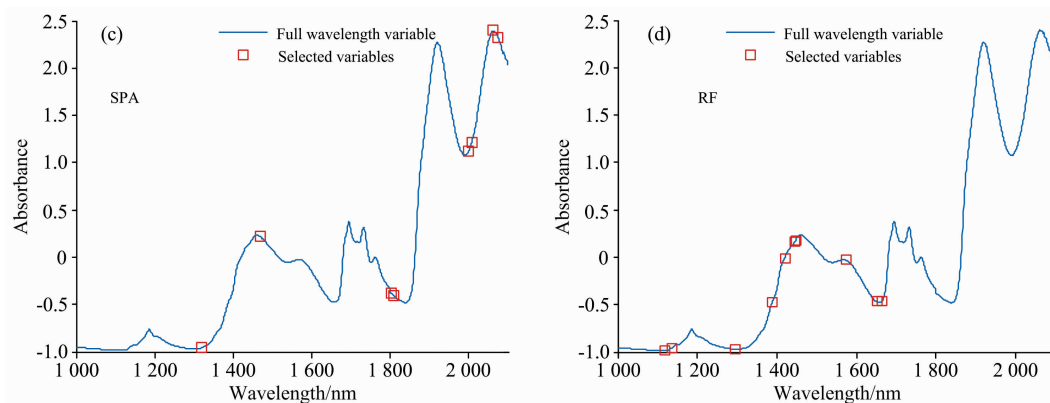 (c)
Full wavelength variable
Selected variables
SPA
2.5
2.0
1.5
1.0
0.5
0
-0.5
-1.0
Absorbance
1 000
1 200
1 400
1 600
1 800
2 000
Wavelength/nm
(d)
Full wavelength variable
Selected variables
RF
2.5
2.0
1.5
1.0
0.5
0
-0.5
-1.0
Absorbance
1 000
1 200
1 400
1 600
1 800
2 000
Wavelength/nm